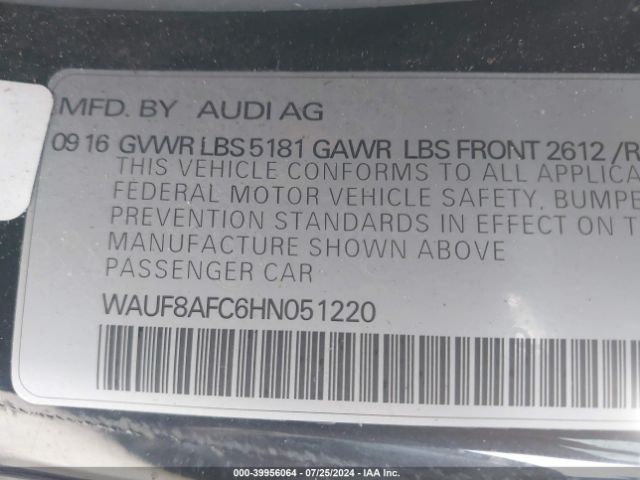 MFD. BY AUDI AG
09 16 GVWR LBS 5181 GAWR LBS FRONT 2612 /R
THIS VEHICLE CONFORMS TO ALL APPLICA
FEDERAL MOTOR VEHICLE SAFETY, BUMPE
PREVENTION STANDARDS IN EFFECT ON T
MANUFACTURE SHOWN ABOVE
PASSENGER CAR
WAUF8AFC6HN051220
000-39956064 / 07/25/2024 - IAA Inc.